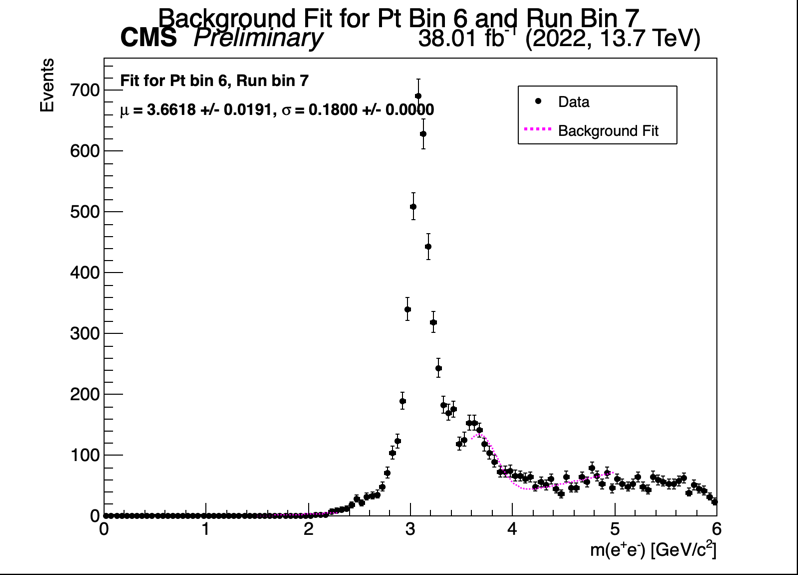 Background Fit for Pt Bin 6 and Run Bin 7
CMS Preliminary 38.01 fb⁻¹ (2022, 13.7 TeV)
Events
Fit for Pt bin 6, Run bin 7
μ = 3.6618 +/- 0.0191, σ = 0.1800 +/- 0.0000
Data
Background Fit
700
600
500
400
300
200
100
0
0 1 2 3 4 5 6
m(e⁺e⁻) [GeV/c²]